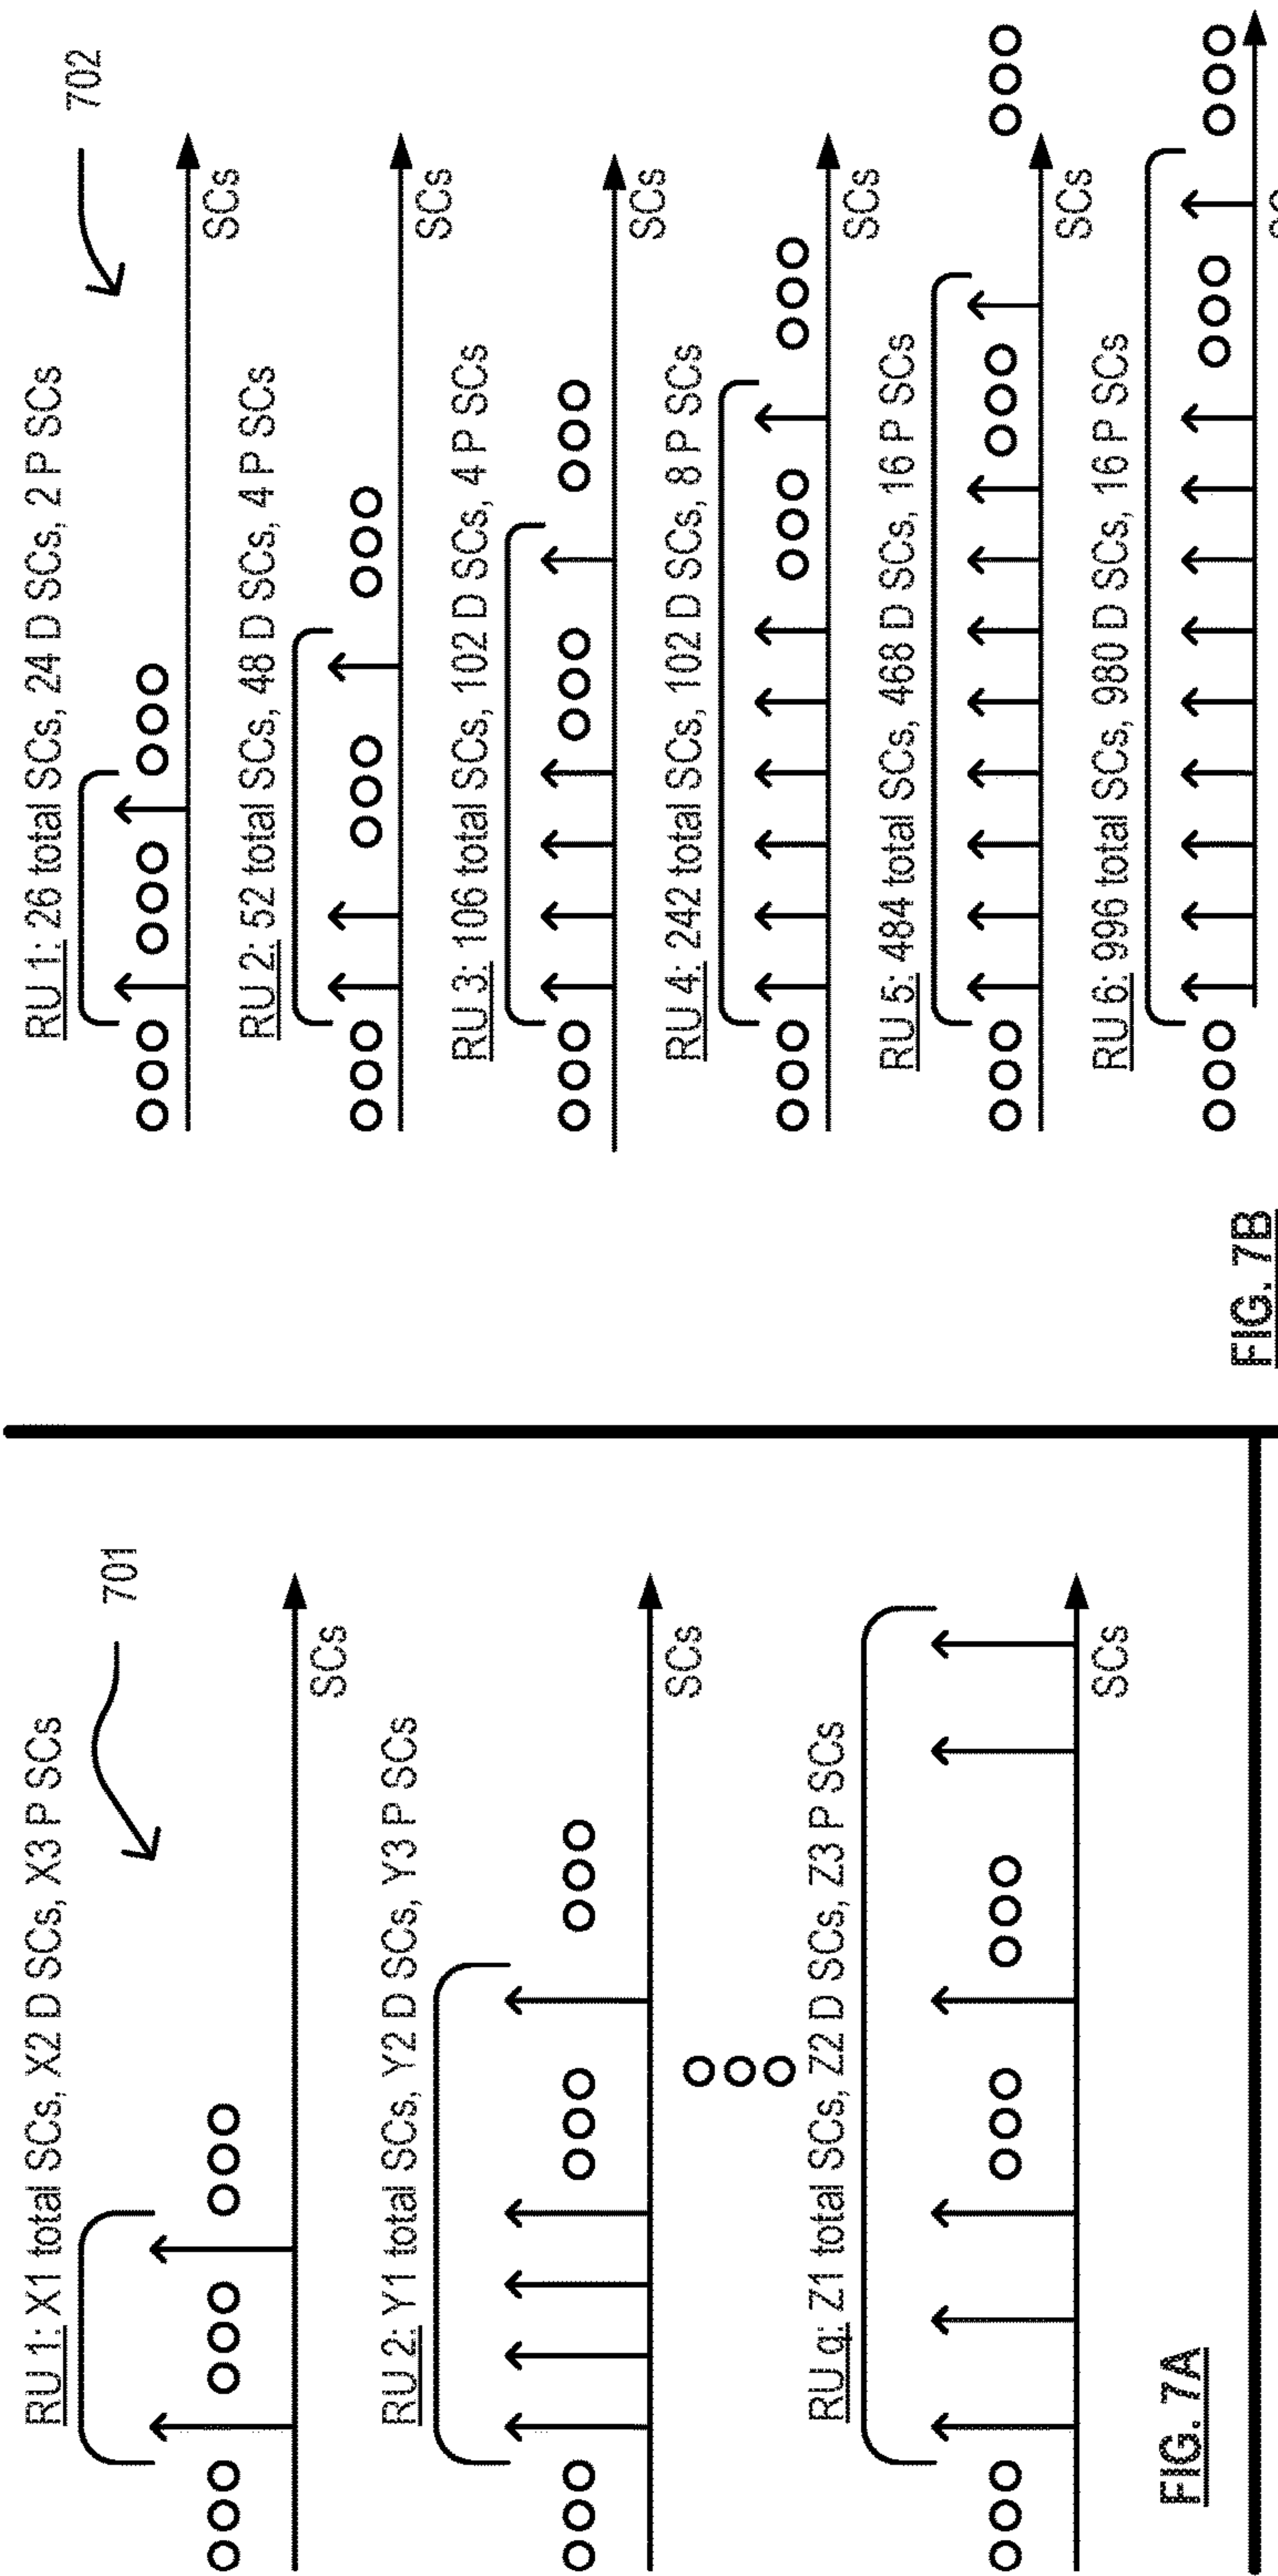 701
RU 1: X1 total SCs, X2 D SCs, X3 P SCs
SCs
RU 2: Y1 total SCs, Y2 D SCs, Y3 P SCs
SCs
RU q: Z1 total SCs, Z2 D SCs, Z3 P SCs
SCs
FIG. 7A
702
RU 1: 26 total SCs, 24 D SCs, 2 P SCs
SCs
RU 2: 52 total SCs, 48 D SCs, 4 P SCs
SCs
RU 3: 106 total SCs, 102 D SCs, 4 P SCs
SCs
RU 4: 242 total SCs, 102 D SCs, 8 P SCs
SCs
RU 5: 484 total SCs, 468 D SCs, 16 P SCs
SCs
RU 6: 996 total SCs, 980 D SCs, 16 P SCs
FIG. 7B